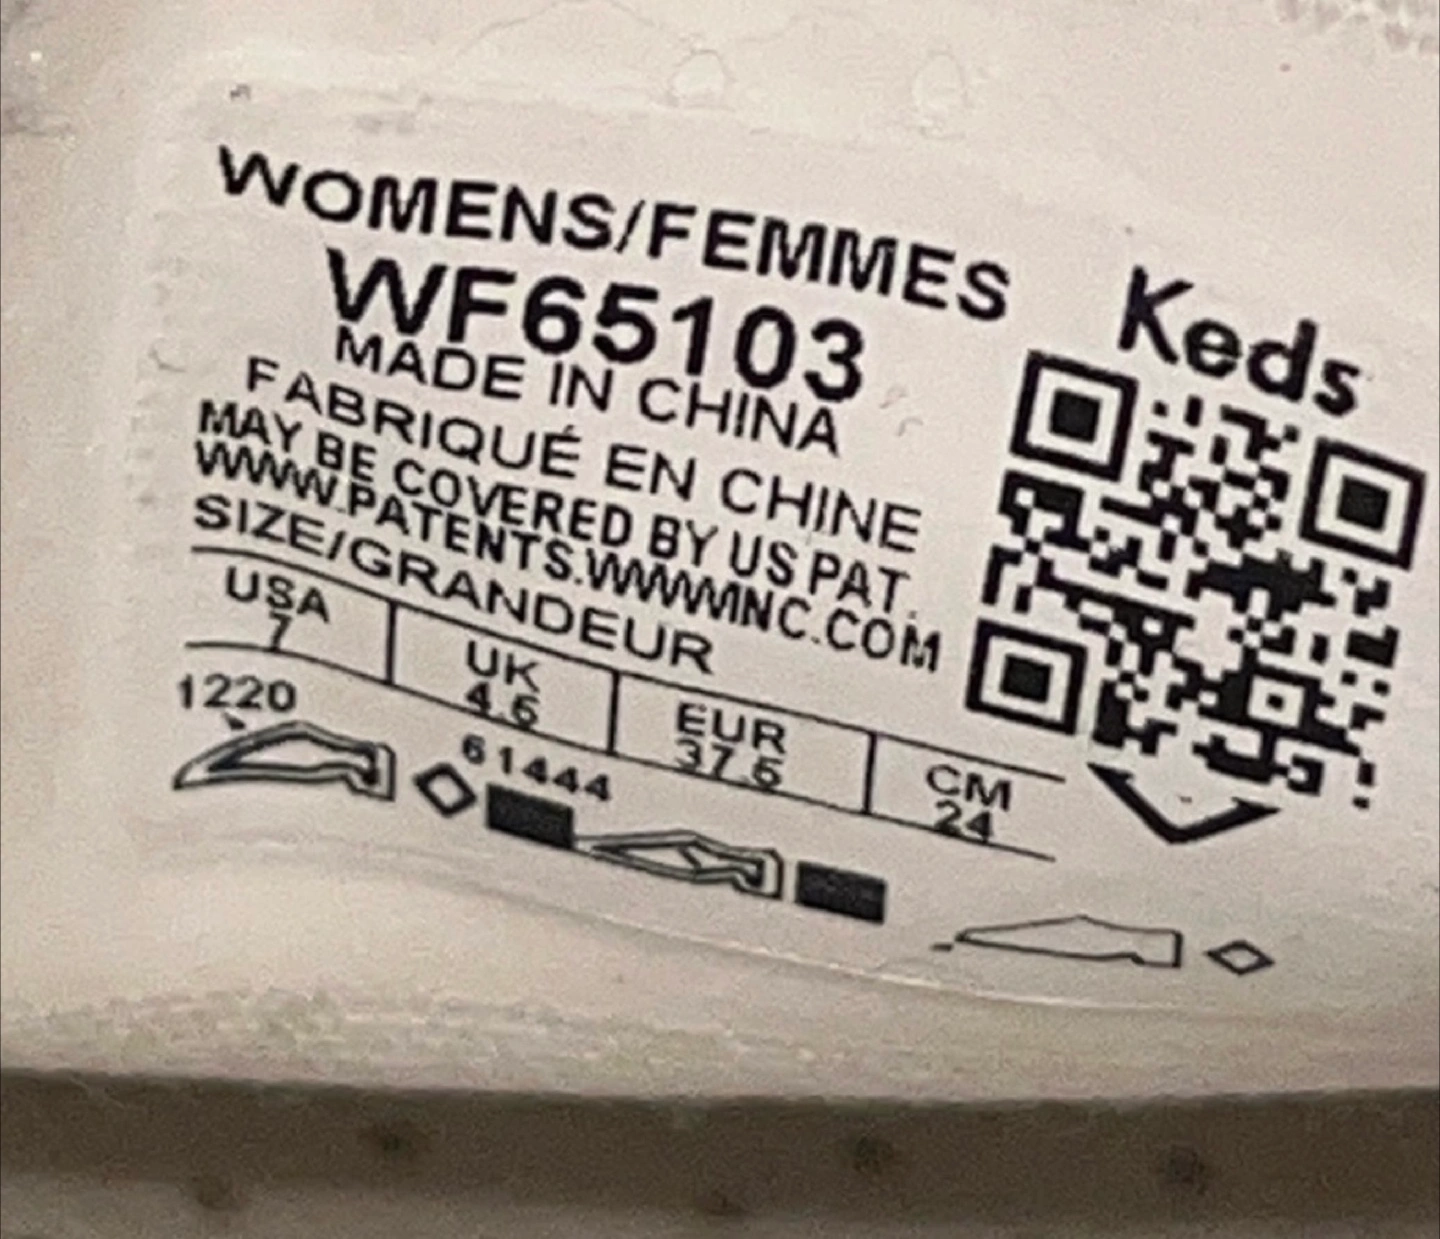 WOMENS/FEMMES
WF65103
MADE IN CHINA
FABRIQUÉ EN CHINE
MAY BE COVERED BY US PAT.
WWW.PATENTS.WWWINC.COM
SIZE/GRANDEUR
USA UK EUR CM
7 4.5 37.5 24
1220
61444
Keds